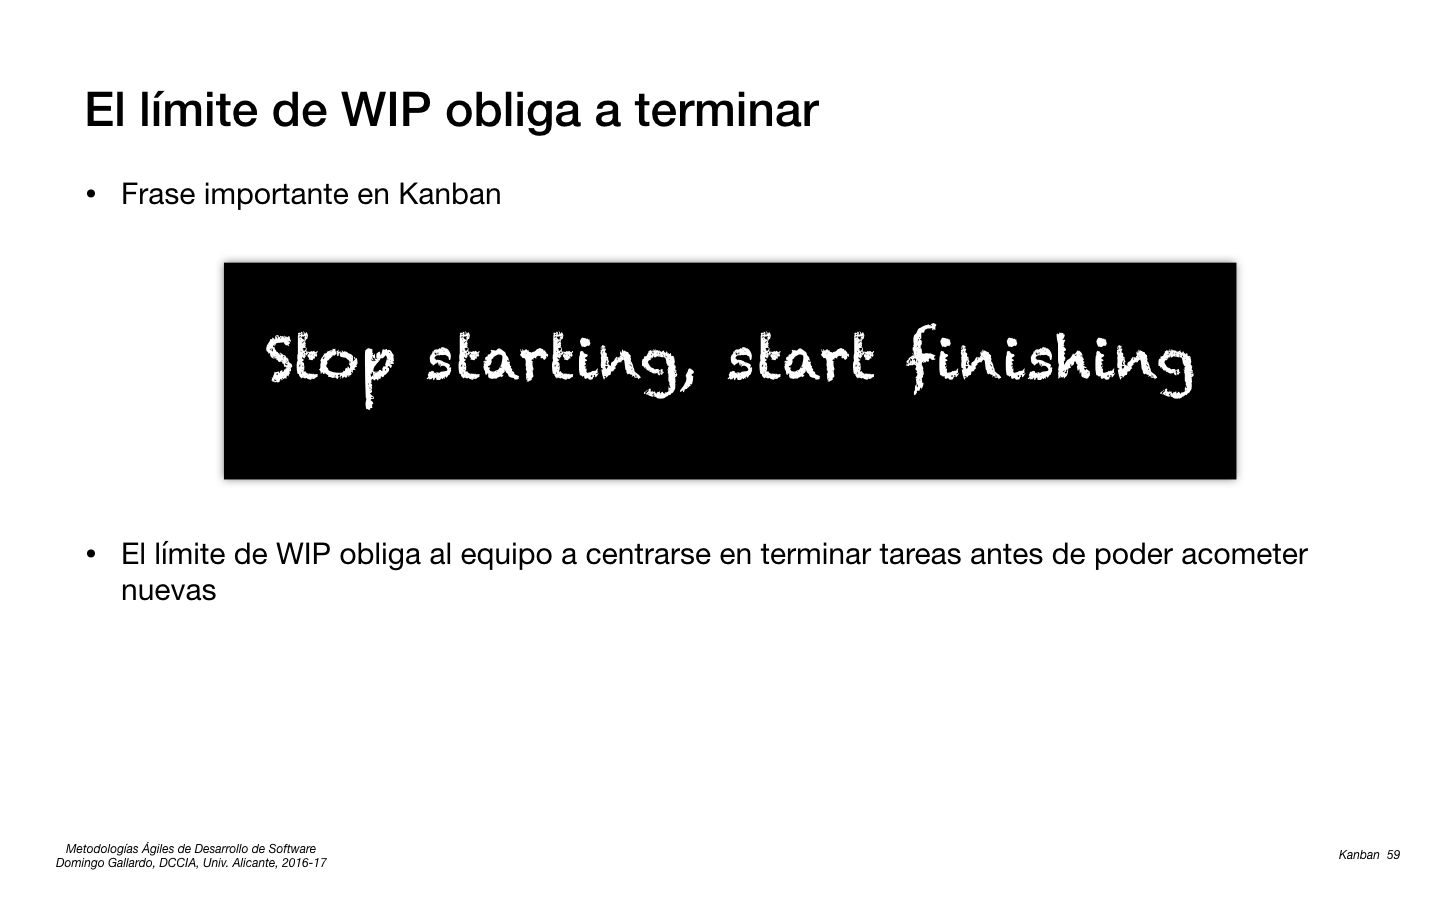 El límite de WIP obliga a terminar
• Frase importante en Kanban
Stop starting, start finishing
• El límite de WIP obliga al equipo a centrarse en terminar tareas antes de poder acometer
nuevas
Metodologías Ágiles de Desarrollo de Software
Domingo Gallardo, DCCIA, Univ. Alicante, 2016-17
Kanban 59